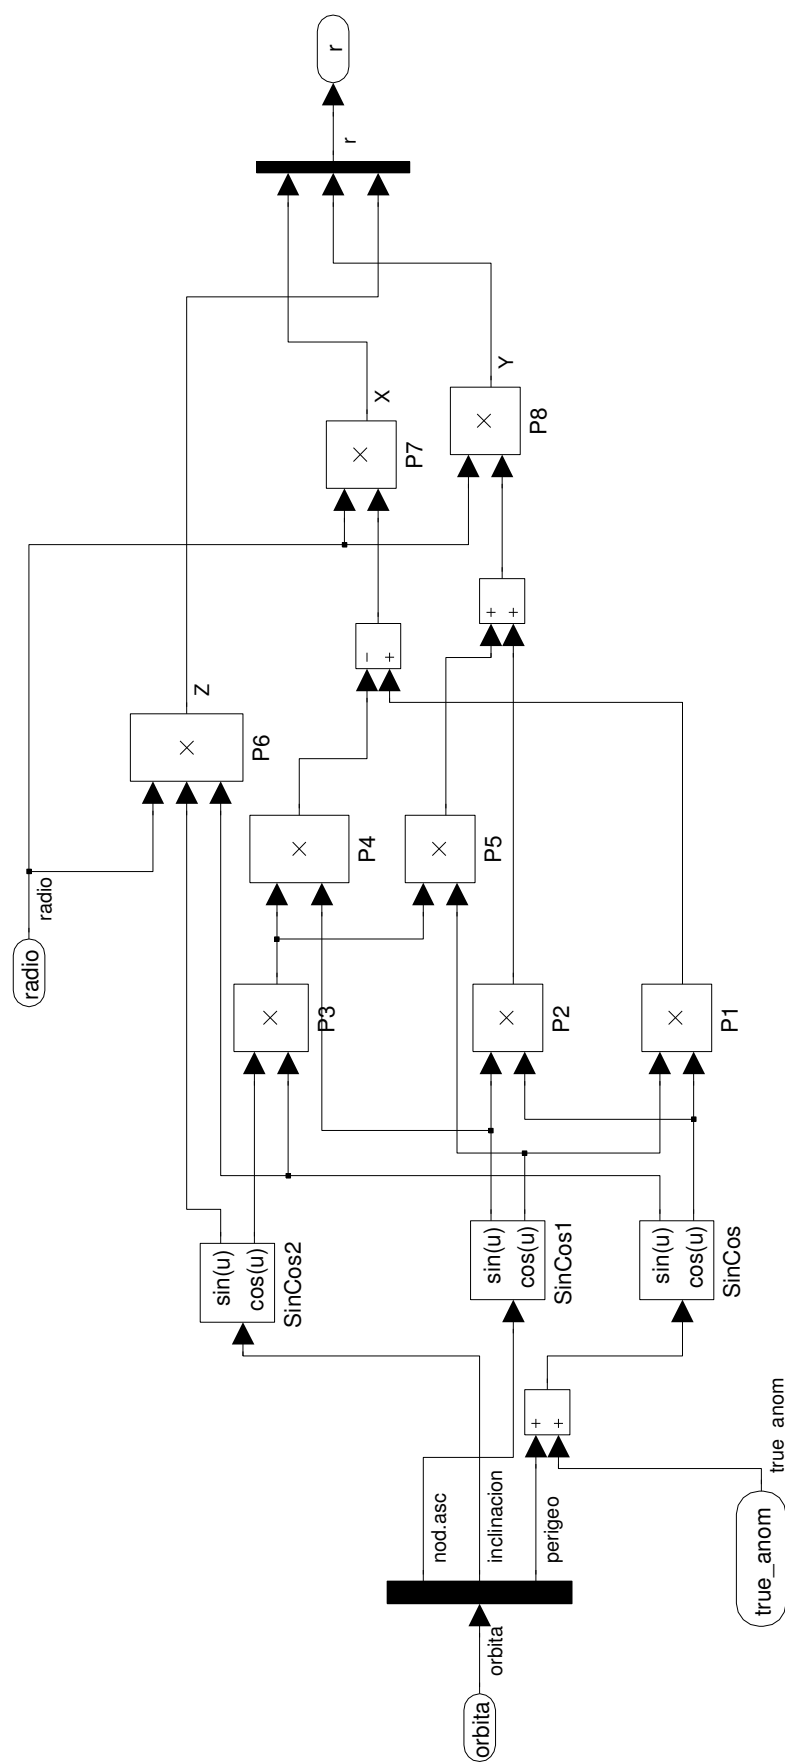 orbita
orbita
nod.asc
inclinacion
perigeo
true_anom
true_anom
+
+
sin(u)
cos(u)
SinCos2
sin(u)
cos(u)
SinCos1
sin(u)
cos(u)
SinCos
radio
radio
×
P3
×
P2
×
P1
×
P4
×
P5
×
P6
Z
−
+
+
+
×
P7
X
×
P8
Y
r
r